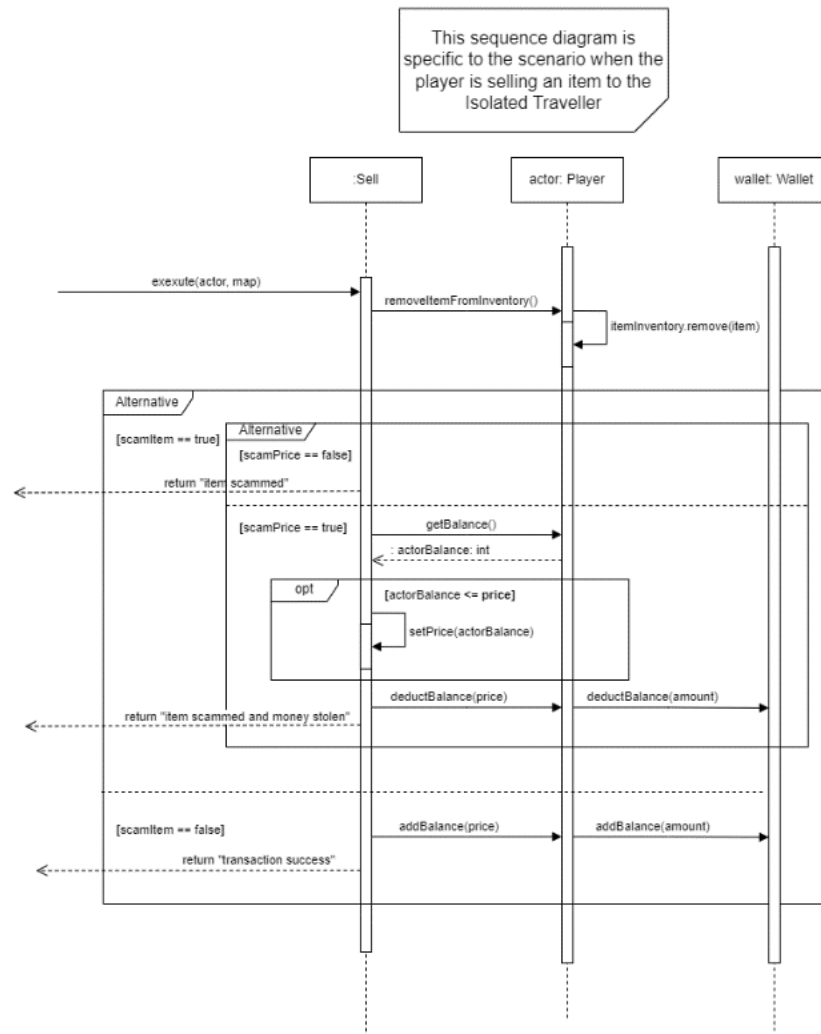 This sequence diagram is
specific to the scenario when the
player is selling an item to the
Isolated Traveller
:Sell
actor: Player
wallet: Wallet
exexute(actor, map)
removeItemFromInventory()
itemInventory.remove(item)
Alternative
[scamItem == true]
Alternative
[scamPrice == false]
return "item scammed"
[scamPrice == true]
getBalance()
: actorBalance: int
opt
[actorBalance <= price]
setPrice(actorBalance)
deductBalance(price)
deductBalance(amount)
return "item scammed and money stolen"
[scamItem == false]
addBalance(price)
addBalance(amount)
return "transaction success"